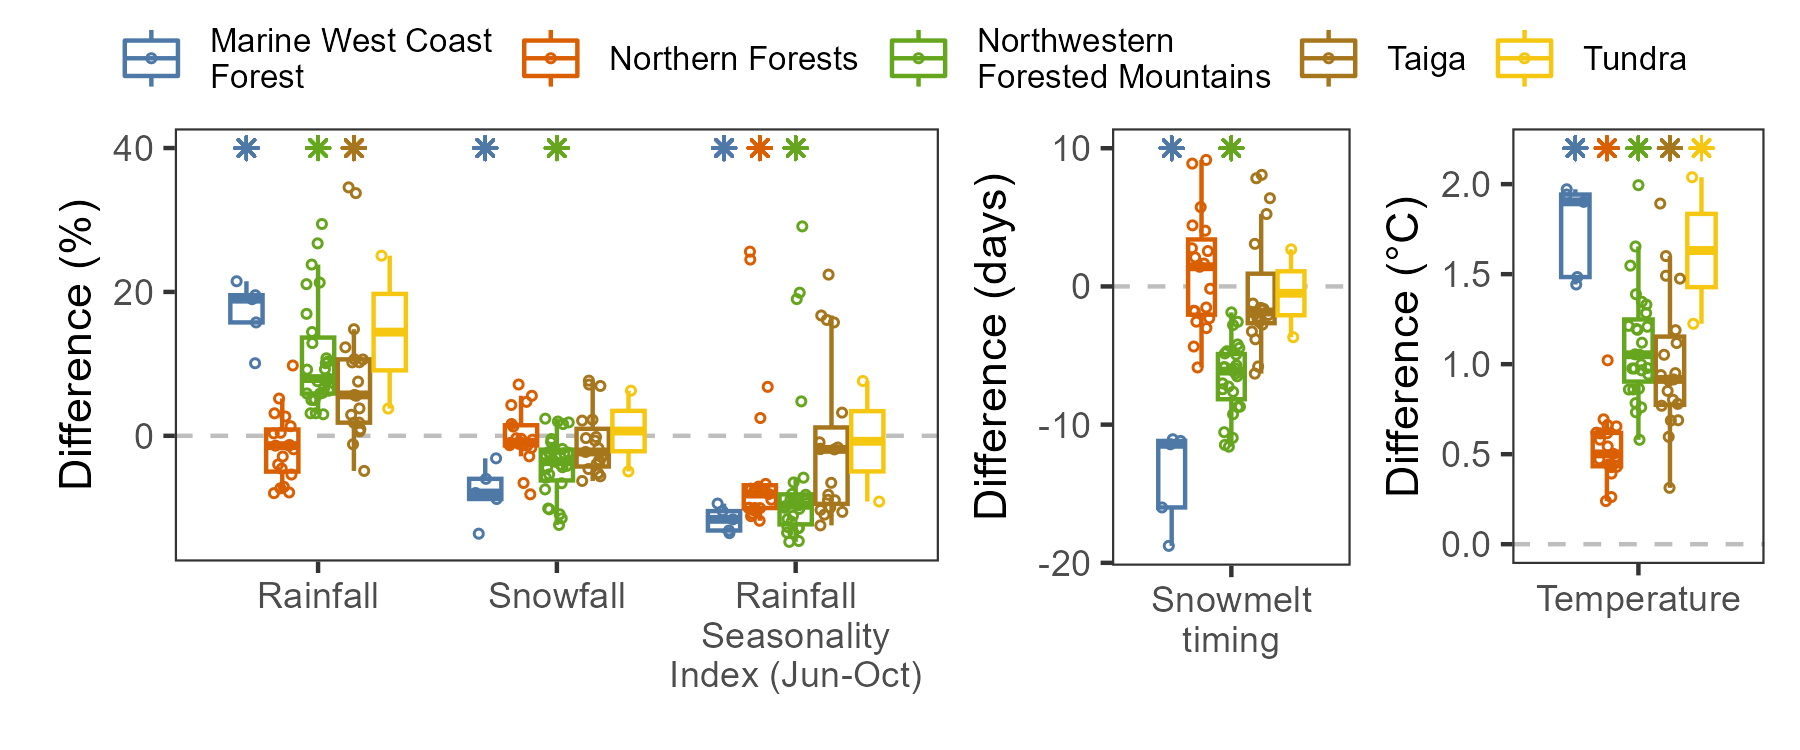 Marine West Coast
Forest
Northern Forests
Northwestern
Forested Mountains
Taiga
Tundra
Difference (%)
40
20
0
Rainfall
Snowfall
Rainfall
Seasonality
Index (Jun-Oct)
Difference (days)
10
0
-10
-20
Snowmelt
timing
Difference (°C)
2.0
1.5
1.0
0.5
0.0
Temperature